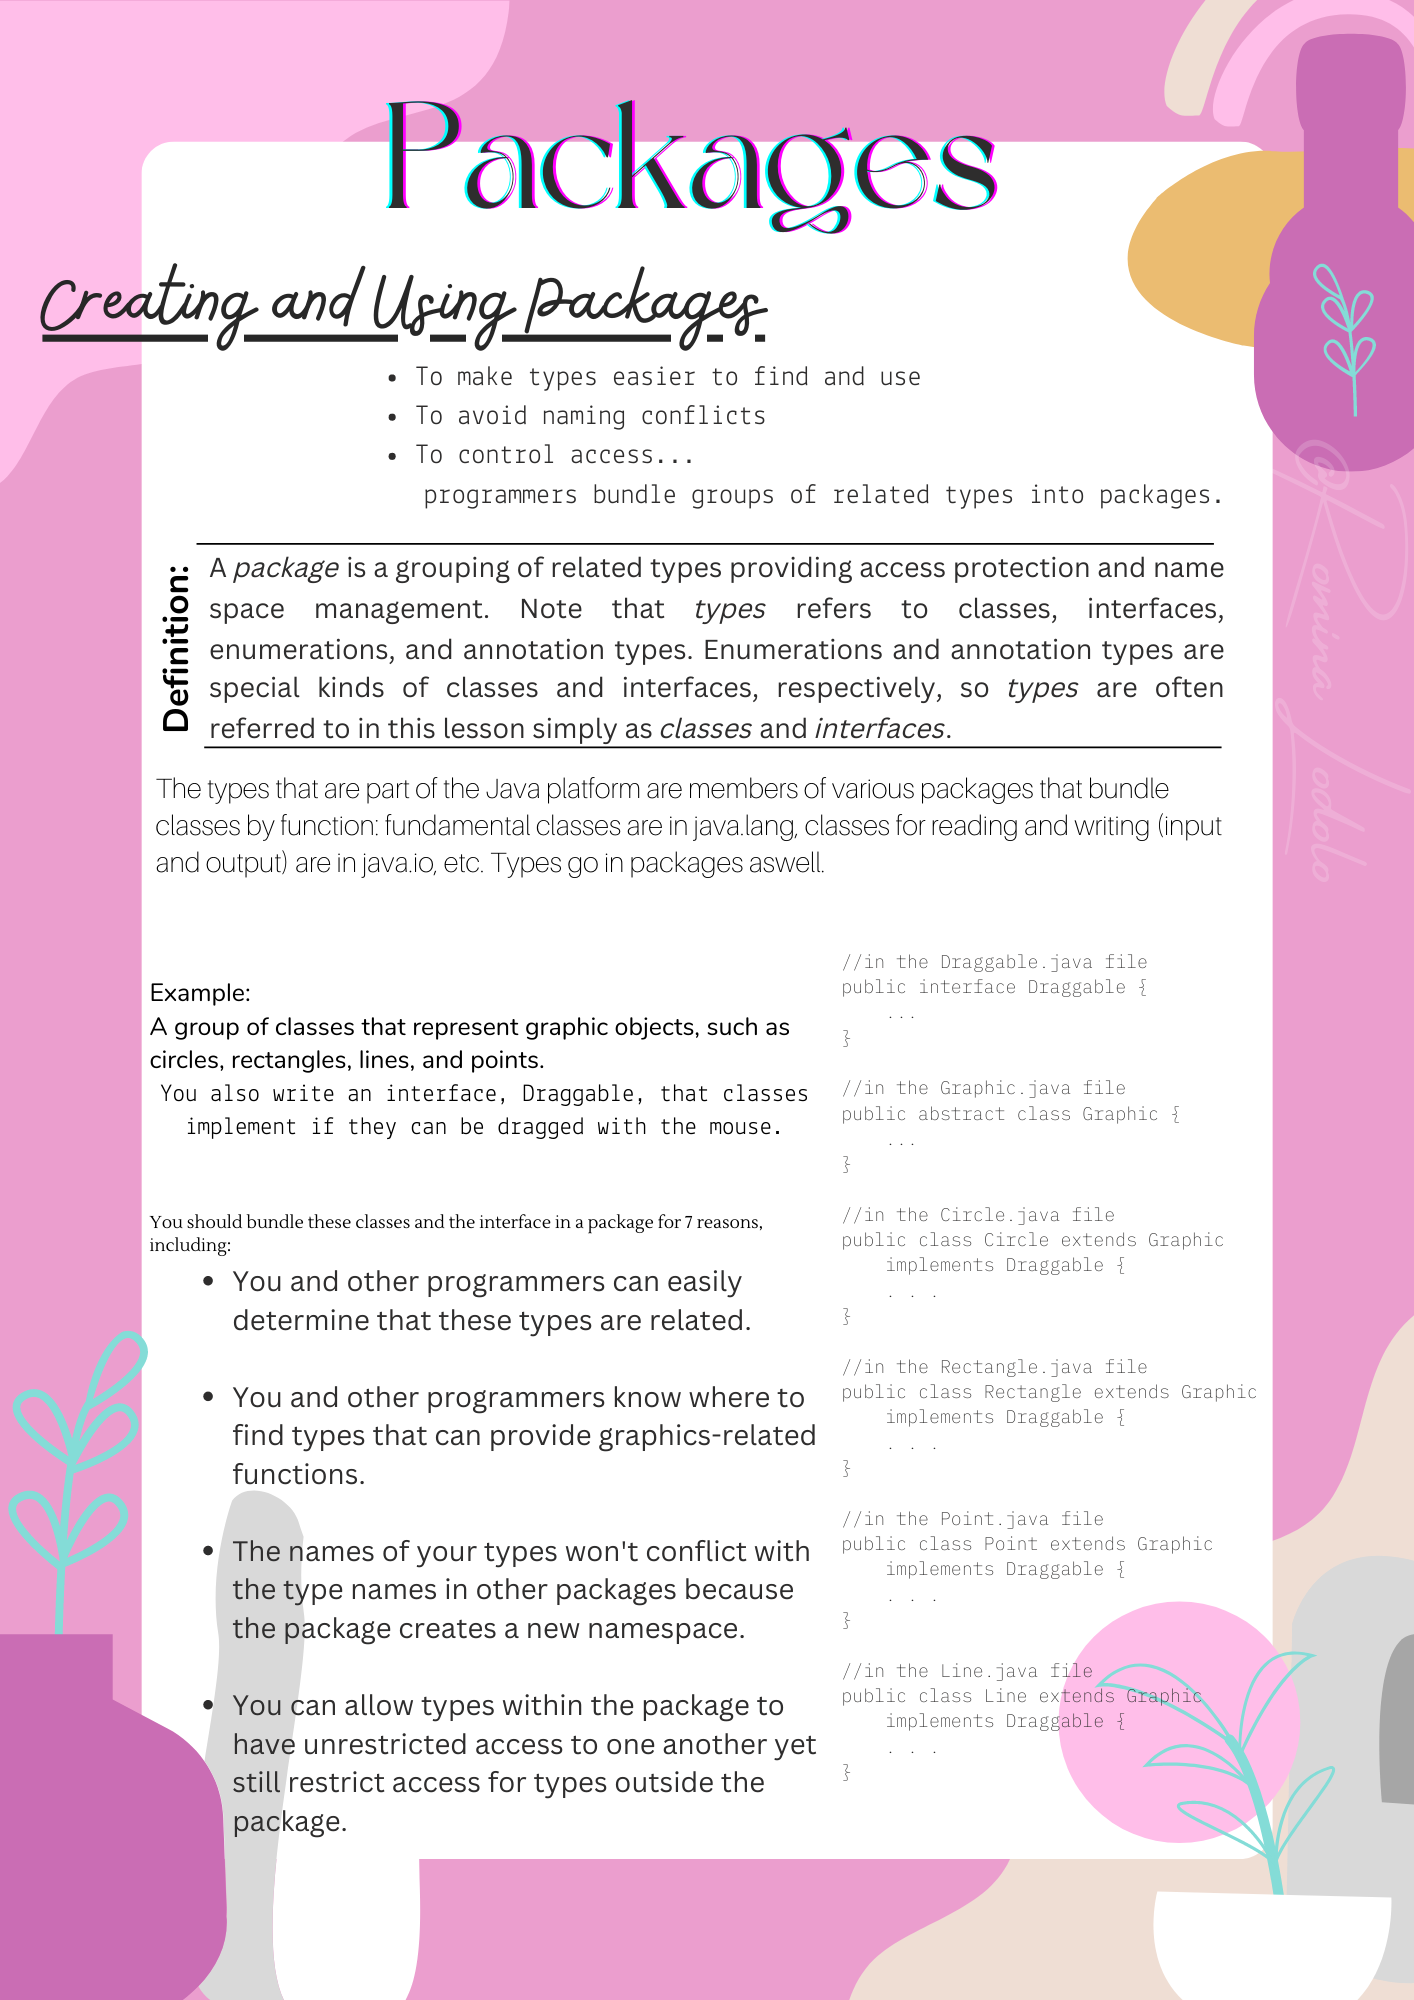 Packages
Creating and Using Packages
• To make types easier to find and use
• To avoid naming conflicts
• To control access...
programmers bundle groups of related types into packages.
Definition:
A package is a grouping of related types providing access protection and name
space management. Note that types refers to classes, interfaces,
enumerations, and annotation types. Enumerations and annotation types are
special kinds of classes and interfaces, respectively, so types are often
referred to in this lesson simply as classes and interfaces.
The types that are part of the Java platform are members of various packages that bundle
classes by function: fundamental classes are in java.lang, classes for reading and writing (input
and output) are in java.io, etc. Types go in packages aswell.
Example:
A group of classes that represent graphic objects, such as
circles, rectangles, lines, and points.
You also write an interface, Draggable, that classes
implement if they can be dragged with the mouse.
You should bundle these classes and the interface in a package for 7 reasons,
including:
• You and other programmers can easily
determine that these types are related.
• You and other programmers know where to
find types that can provide graphics-related
functions.
• The names of your types won't conflict with
the type names in other packages because
the package creates a new namespace.
• You can allow types within the package to
have unrestricted access to one another yet
still restrict access for types outside the
package.
//in the Draggable.java file
public interface Draggable {
...
}
//in the Graphic.java file
public abstract class Graphic {
...
}
//in the Circle.java file
public class Circle extends Graphic
implements Draggable {
. . .
}
//in the Rectangle.java file
public class Rectangle extends Graphic
implements Draggable {
. . .
}
//in the Point.java file
public class Point extends Graphic
implements Draggable {
. . .
}
//in the Line.java file
public class Line extends Graphic
implements Draggable {
. . .
}
@Romina Lodolo